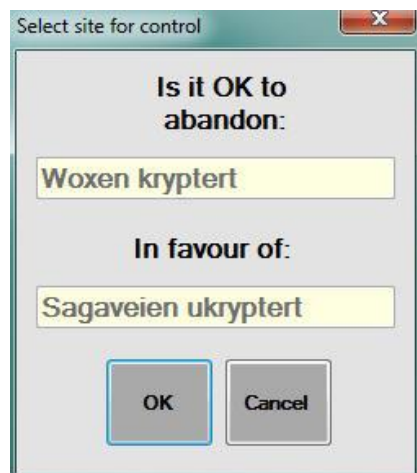 Select site for control
Is it OK to
abandon:
Woxen kryptert
In favour of:
Sagaveien ukryptert
OK
Cancel